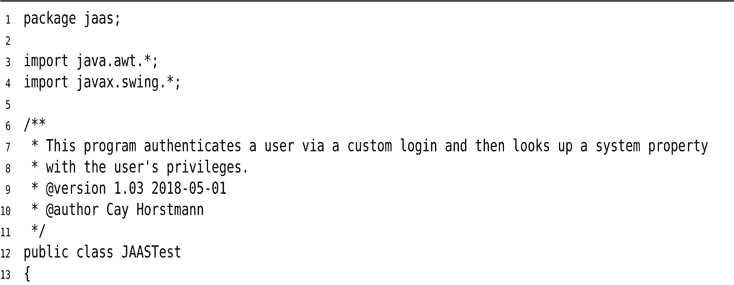 1 package jaas;
2
3 import java.awt.*;
4 import javax.swing.*;
5
6 /**
7  * This program authenticates a user via a custom login and then looks up a system property
8  * with the user's privileges.
9  * @version 1.03 2018-05-01
10  * @author Cay Horstmann
11  */
12 public class JAASTest
13 {